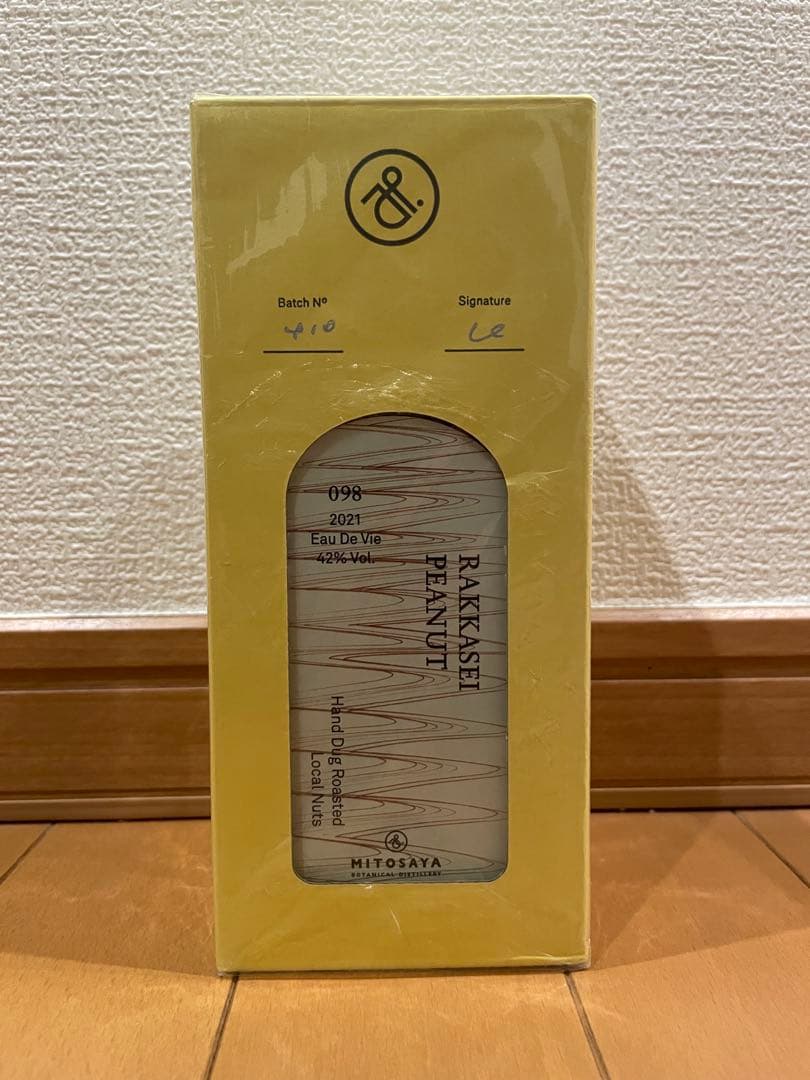 Batch Nº
Signature
410
098
2021
Eau De Vie
42% Vol.
RAKKASEI
PEANUT
Hand Dug Roasted
Local Nuts
MITOSAYA
BOTANICAL DISTILLERY